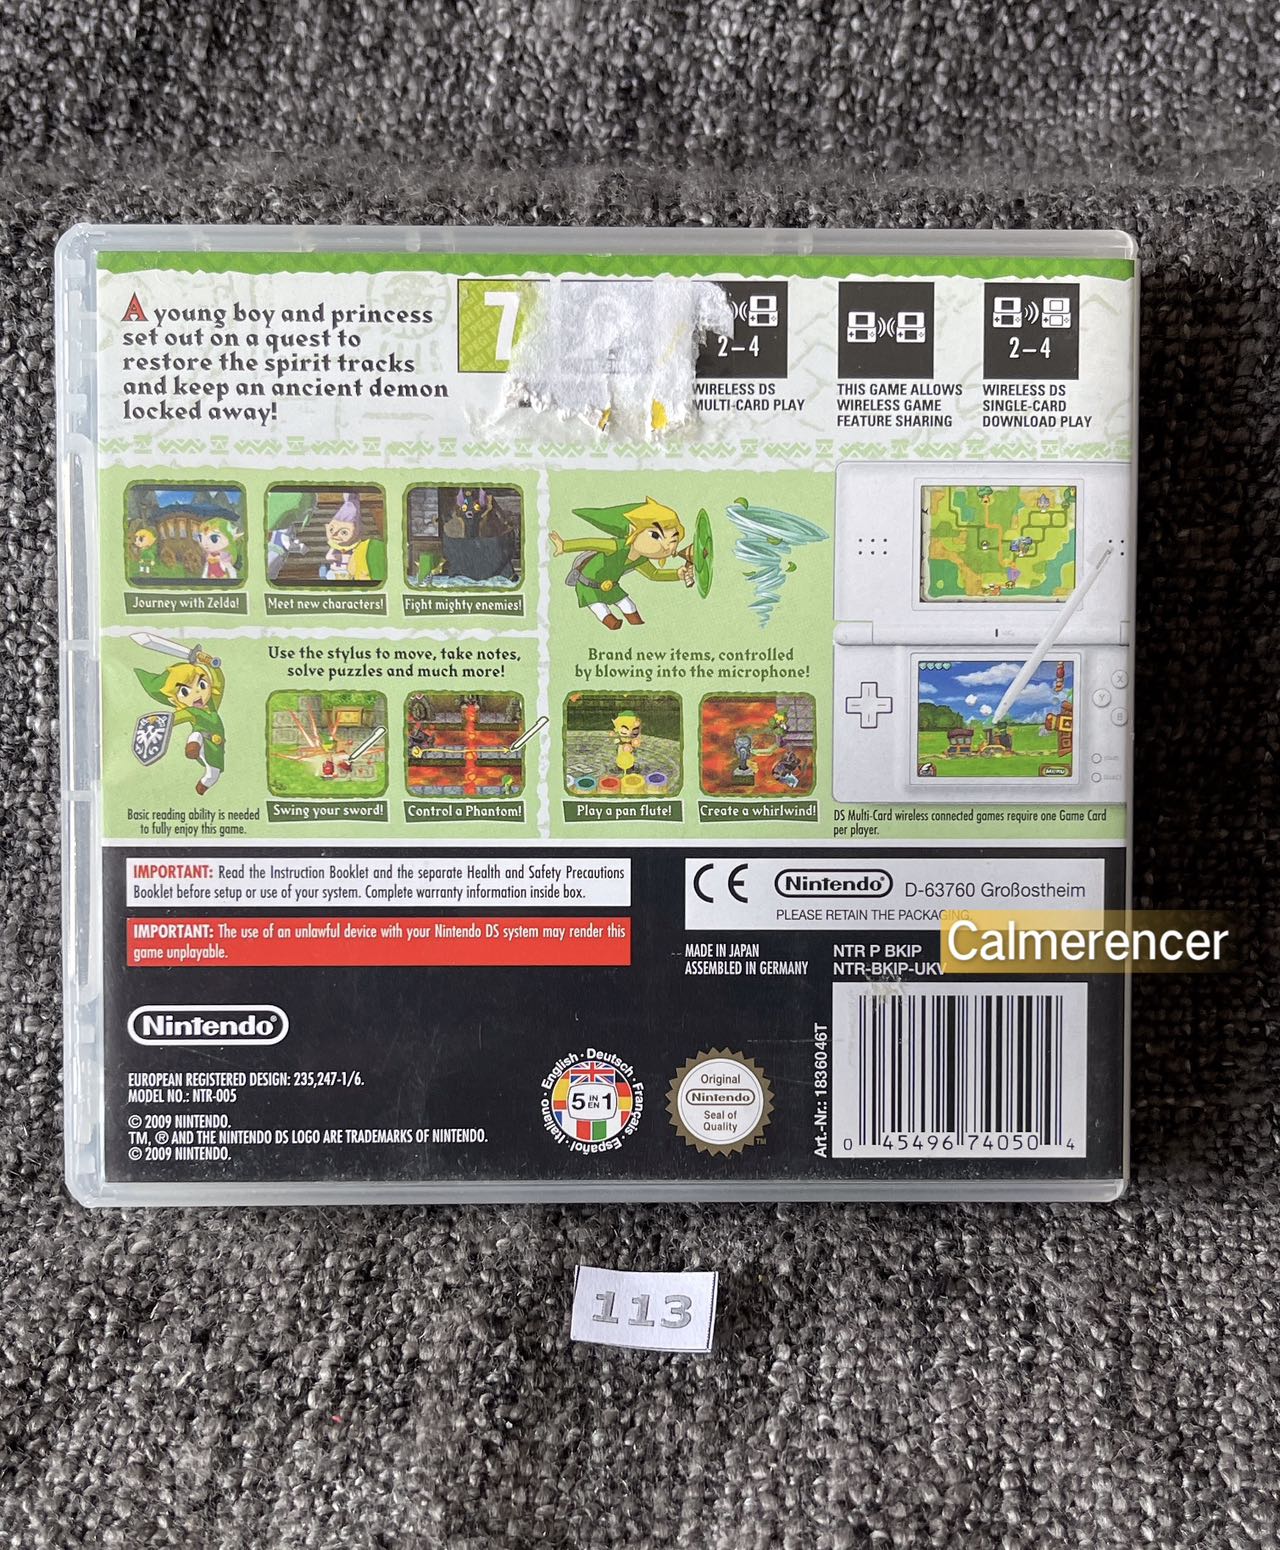 A young boy and princess
set out on a quest to
restore the spirit tracks
and keep an ancient demon
locked away!
7
2–4
WIRELESS DS
MULTI-CARD PLAY
THIS GAME ALLOWS
WIRELESS GAME
FEATURE SHARING
2–4
WIRELESS DS
SINGLE-CARD
DOWNLOAD PLAY
Journey with Zelda!
Meet new characters!
Fight mighty enemies!
Use the stylus to move, take notes,
solve puzzles and much more!
Brand new items, controlled
by blowing into the microphone!
Swing your sword!
Control a Phantom!
Play a pan flute!
Create a whirlwind!
Basic reading ability is needed
to fully enjoy this game.
DS Multi-Card wireless connected games require one Game Card
per player.
IMPORTANT: Read the Instruction Booklet and the separate Health and Safety Precautions
Booklet before setup or use of your system. Complete warranty information inside box.
IMPORTANT: The use of an unlawful device with your Nintendo DS system may render this
game unplayable.
CE Nintendo® D-63760 Großostheim
PLEASE RETAIN THE PACKAGING.
Calmerencer
MADE IN JAPAN
ASSEMBLED IN GERMANY
NTR P BKIP
NTR-BKIP-UKV
Nintendo®
EUROPEAN REGISTERED DESIGN: 235,247-1/6.
MODEL NO.: NTR-005
© 2009 NINTENDO.
TM, ® AND THE NINTENDO DS LOGO ARE TRADEMARKS OF NINTENDO.
© 2009 NINTENDO.
English · Deutsch · Français · Español · Italiano ·
5 IN EN 1
Original
Nintendo
Seal of
Quality
TM
Art.-Nr.: 1836046T
0 45496 74050 4
113